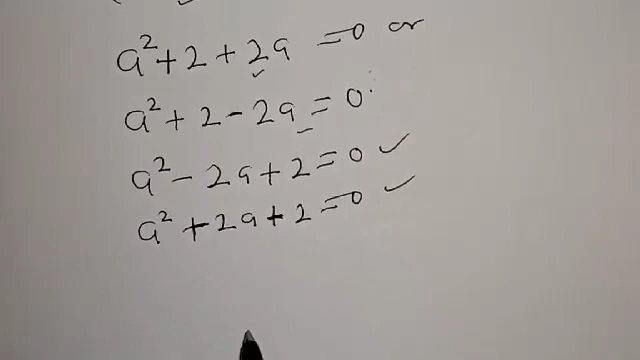 a² + 2 + 2a = 0 or
a² + 2 - 2a = 0
a² - 2a + 2 = 0 ✓
a² + 2a + 2 = 0 ✓